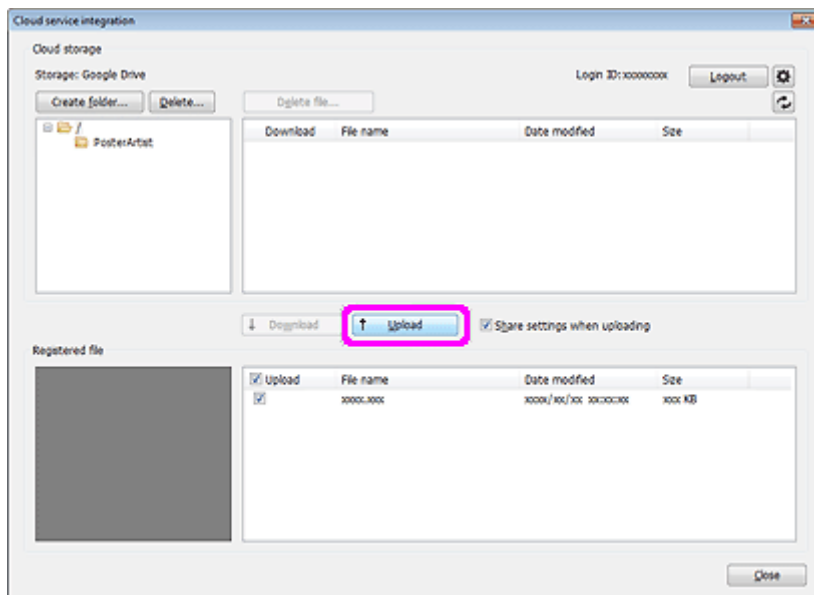 Cloud service integration
Cloud storage
Storage: Google Drive
Login ID:xxxxxxxx
Logout
Create folder...
Delete...
Delete file...
/
PosterArtist
Download File name Date modified Size
↓ Download
↑ Upload
Share settings when uploading
Registered file
Upload File name Date modified Size
xxxx.xxx xxxx/xx/xx xx:xx:xx xxx KB
Close